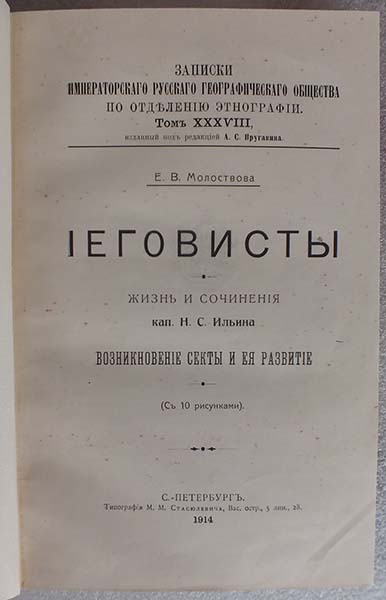 ЗАПИСКИ
ИМПЕРАТОРСКАГО РУССКАГО ГЕОГРАФИЧЕСКАГО ОБЩЕСТВА
ПО ОТДѢЛЕНІЮ ЭТНОГРАФІИ.
Томъ XXXVIII,
изданный подъ редакціей А. С. Пругавина.
Е. В. Молоствова
ІЕГОВИСТЫ
ЖИЗНЬ И СОЧИНЕНІЯ
кап. Н. С. Ильина
ВОЗНИКНОВЕНІЕ СЕКТЫ И ЕЯ РАЗВИТІЕ
(Съ 10 рисунками).
С.-ПЕТЕРБУРГЪ.
Типографія М. М. Стасюлевича, Вас. остр., 5 лин., 28.
1914